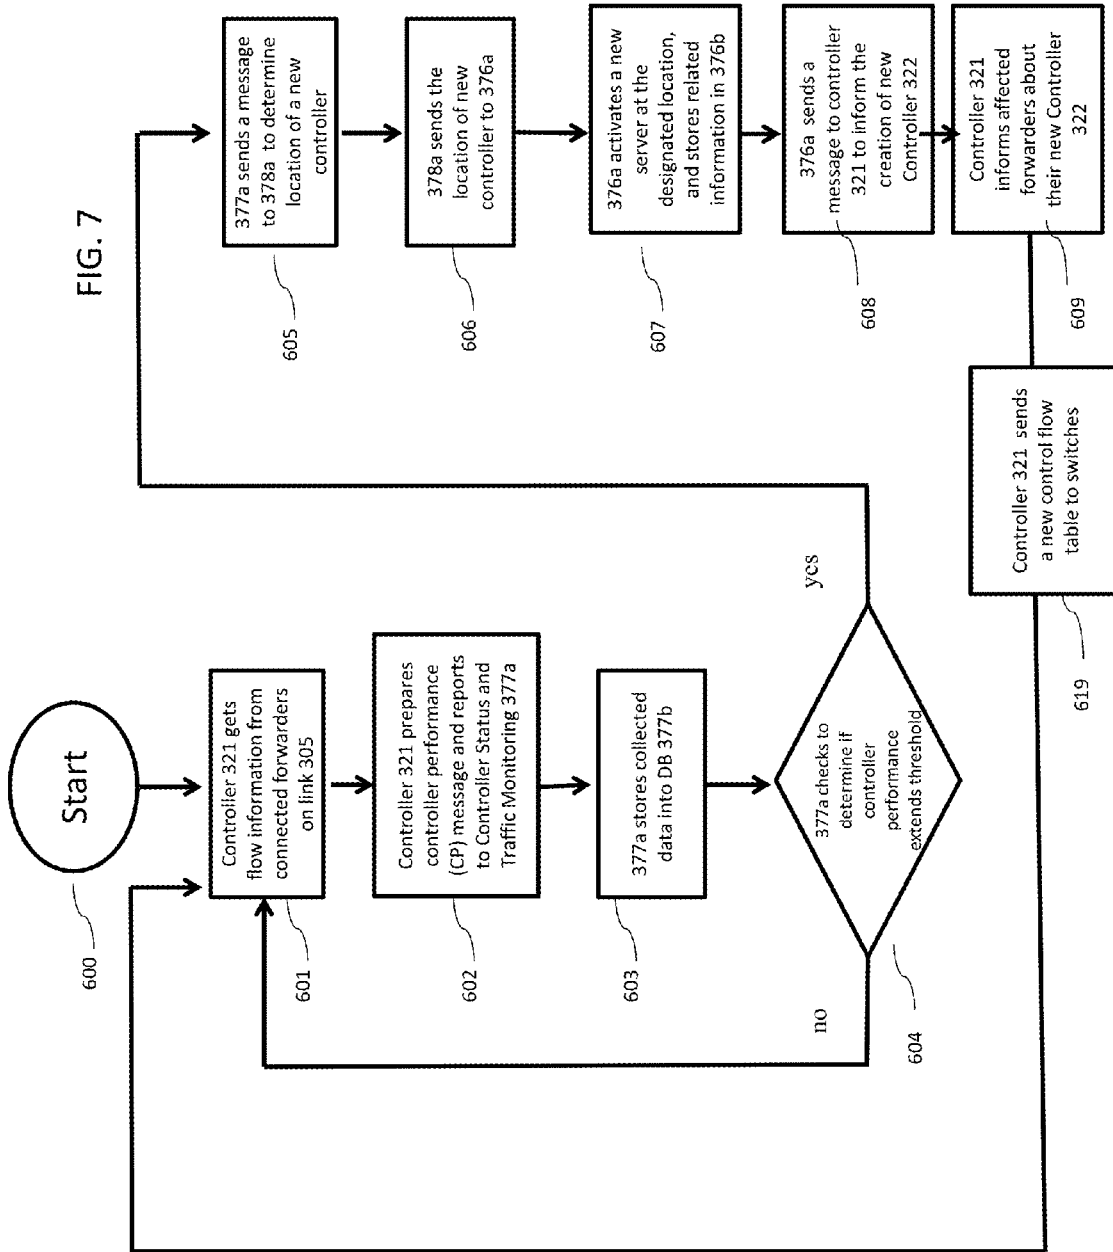 FIG. 7
Start
600
Controller 321 gets
flow information from
connected forwarders
on link 305
601
Controller 321 prepares
controller performance
(CP) message and reports
to Controller Status and
Traffic Monitoring 377a
602
377a stores collected
data into DB 377b
603
377a checks to
determine if
controller
performance
extends threshold
604
no
yes
377a sends a message
to 378a to determine
location of a new
controller
605
378a sends the
location of new
controller to 376a
606
376a activates a new
server at the
designated location,
and stores related
information in 376b
607
376a sends a
message to controller
321 to inform the
creation of new
Controller 322
608
Controller 321
informs affected
forwarders about
their new Controller
322
609
Controller 321 sends
a new control flow
table to switches
619